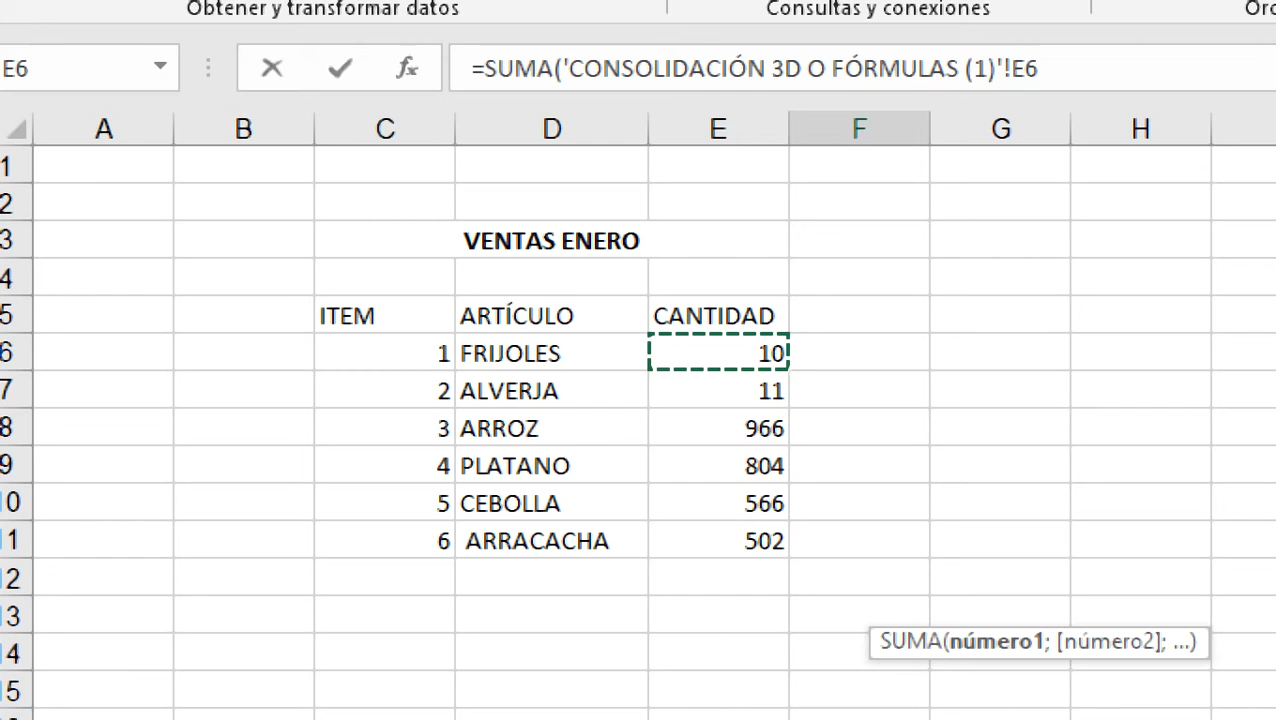 Obtener y transformar datos Consultas y conexiones
E6 fx =SUMA('CONSOLIDACIÓN 3D O FÓRMULAS (1)'!E6
A B C D E F G H
1
2
3 VENTAS ENERO
4
5 ITEM ARTÍCULO CANTIDAD
6 1 FRIJOLES 10
7 2 ALVERJA 11
8 3 ARROZ 966
9 4 PLATANO 804
10 5 CEBOLLA 566
11 6 ARRACACHA 502
12
13
14 SUMA(número1; [número2]; ...)
15